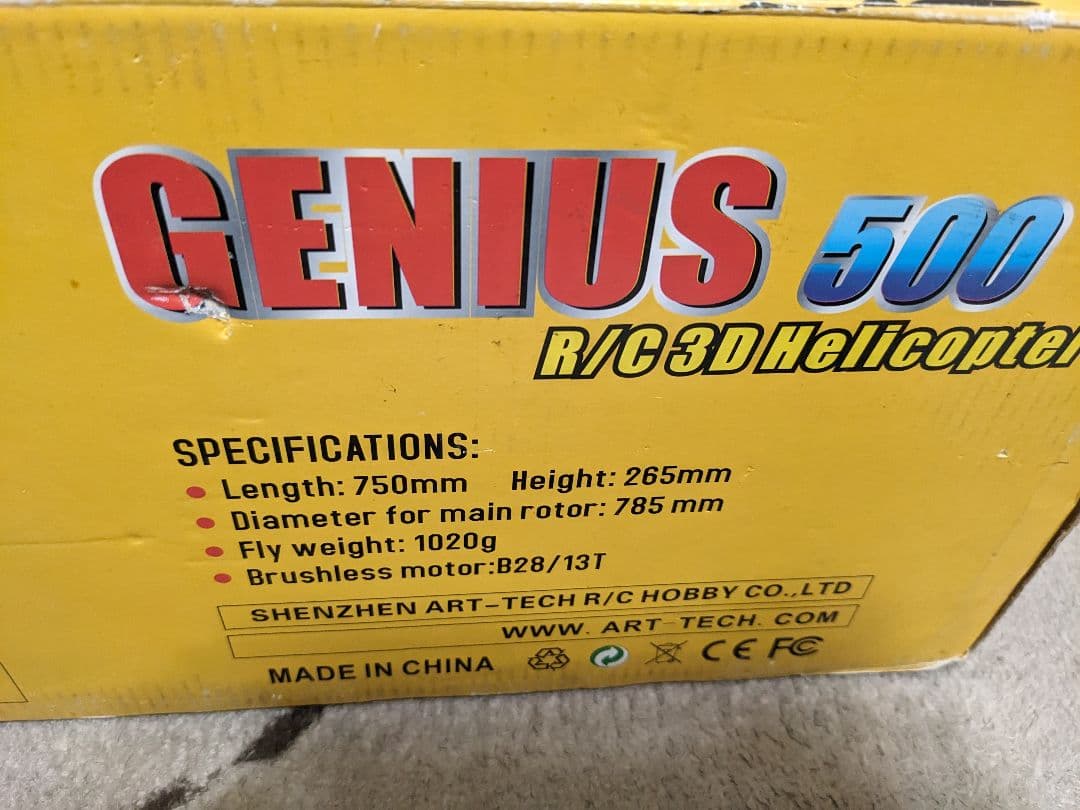 GENIUS 500
R/C 3D Helicopter
SPECIFICATIONS:
Length: 750mm Height: 265mm
Diameter for main rotor: 785 mm
Fly weight: 1020g
Brushless motor:B28/13T
SHENZHEN ART-TECH R/C HOBBY CO.,LTD
WWW. ART-TECH. COM
MADE IN CHINA CE FC